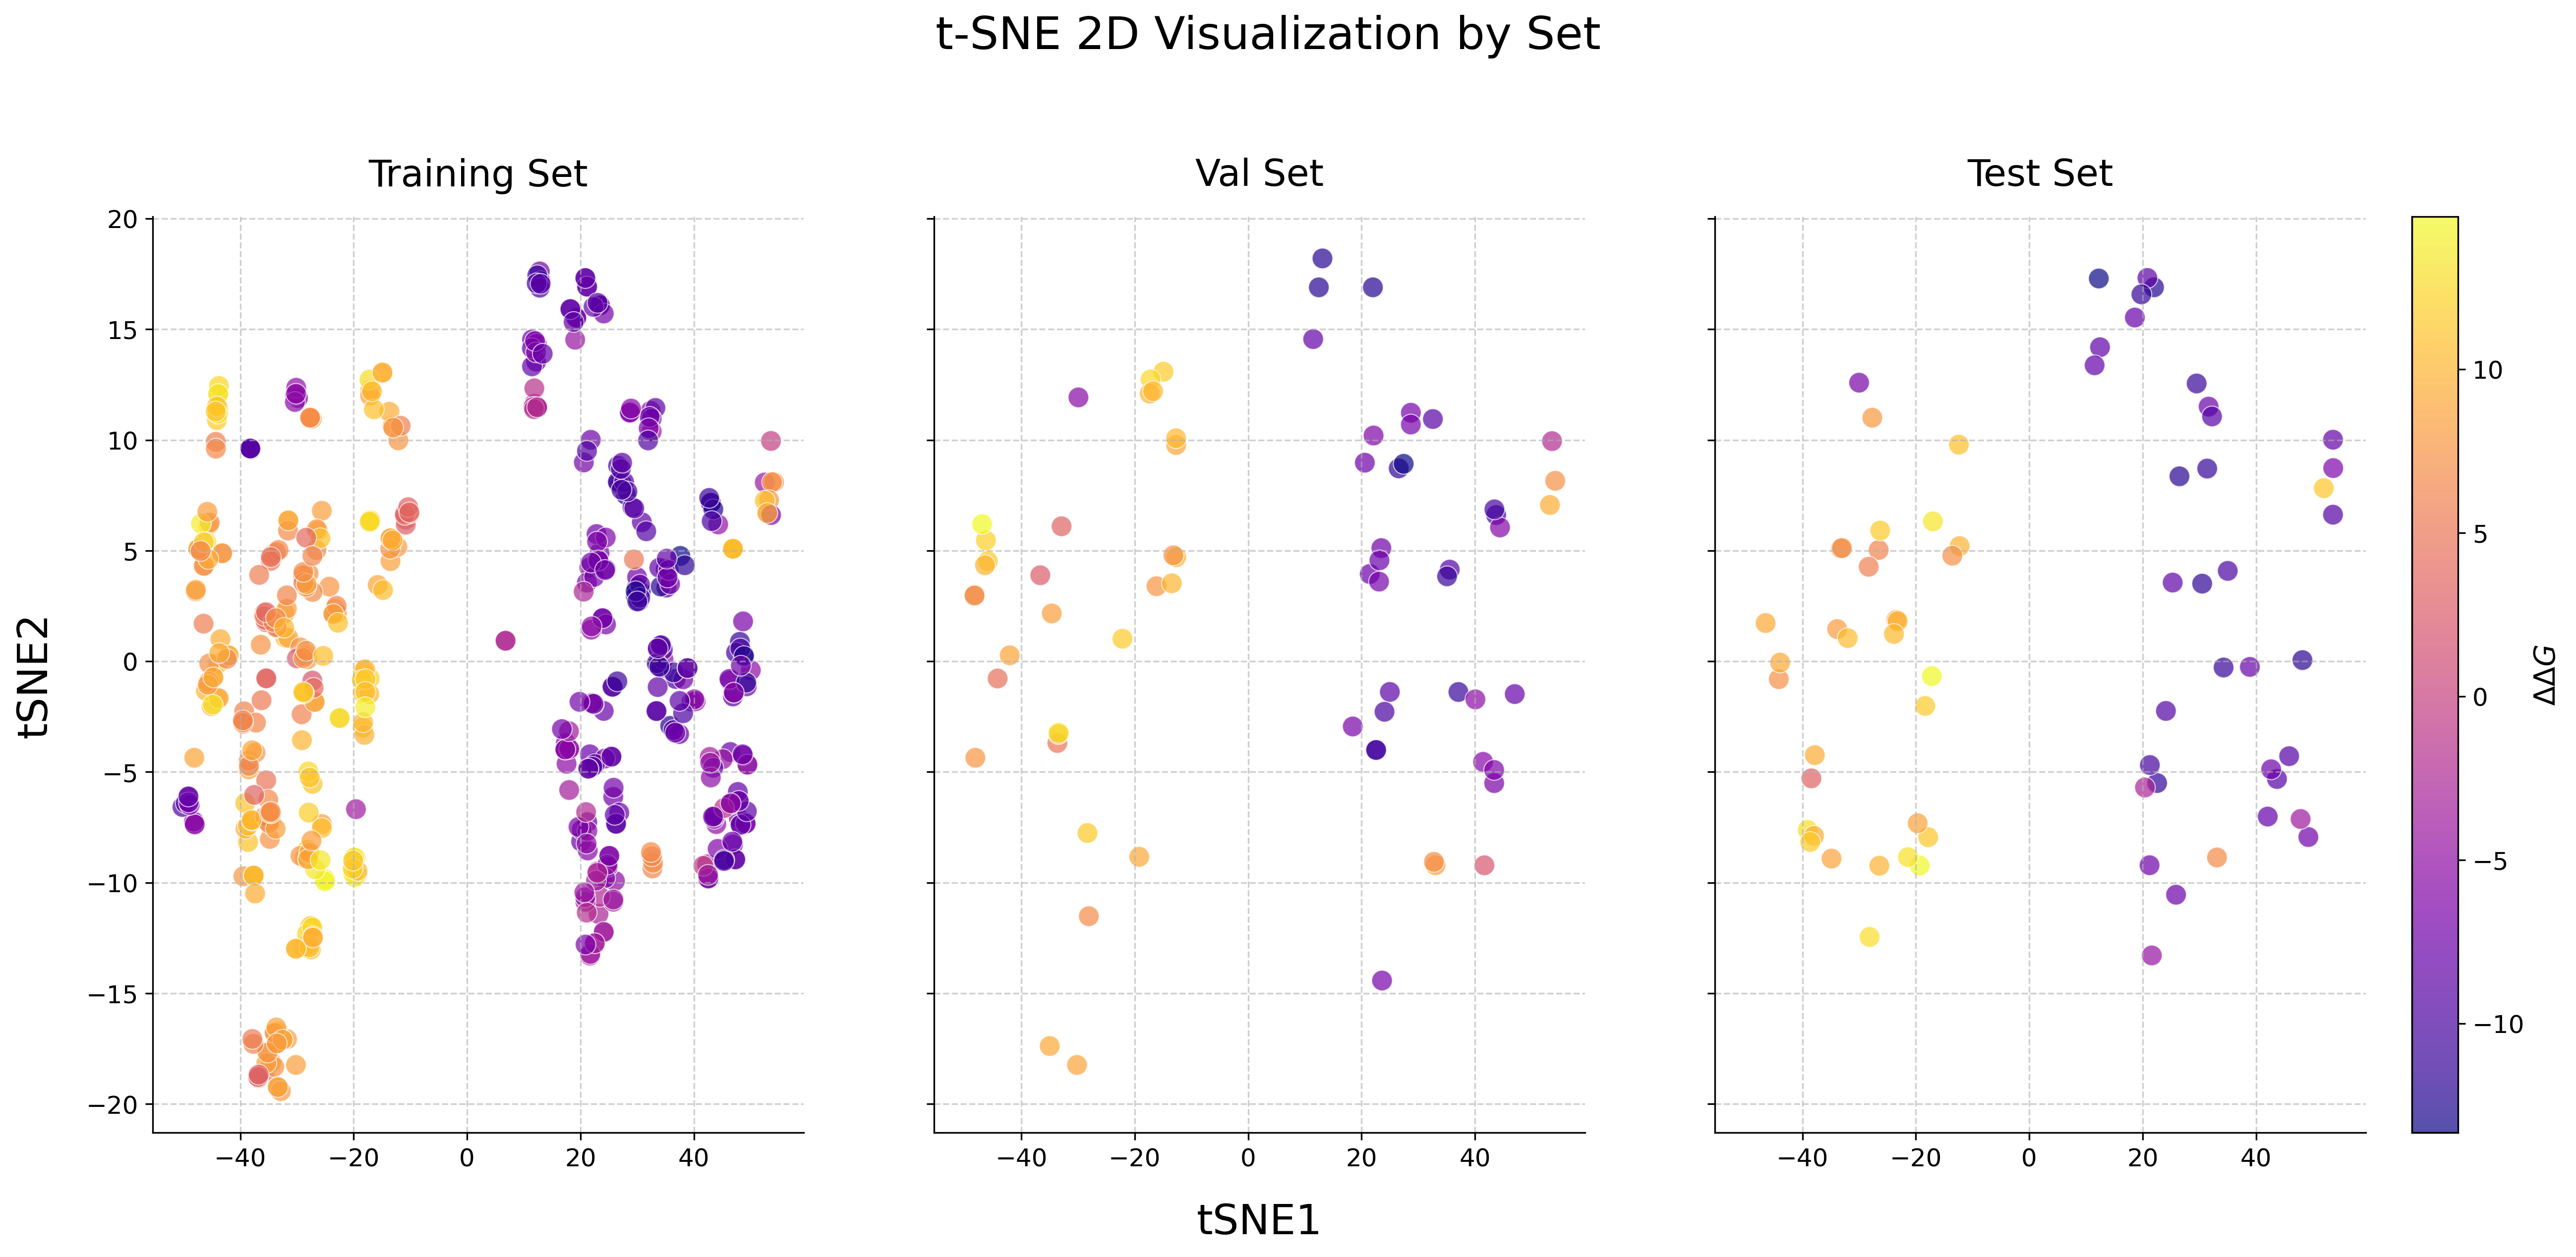 t-SNE 2D Visualization by Set
Training Set
Val Set
Test Set
tSNE2
20
15
10
5
0
−5
−10
−15
−20
−40 −20 0 20 40
−40 −20 0 20 40
−40 −20 0 20 40
10
5
0
−5
−10
ΔΔG
tSNE1